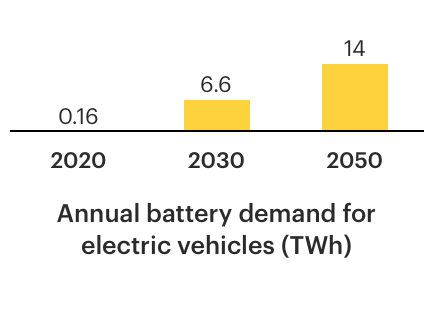 14
6.6
0.16
2020 2030 2050
Annual battery demand for
electric vehicles (TWh)